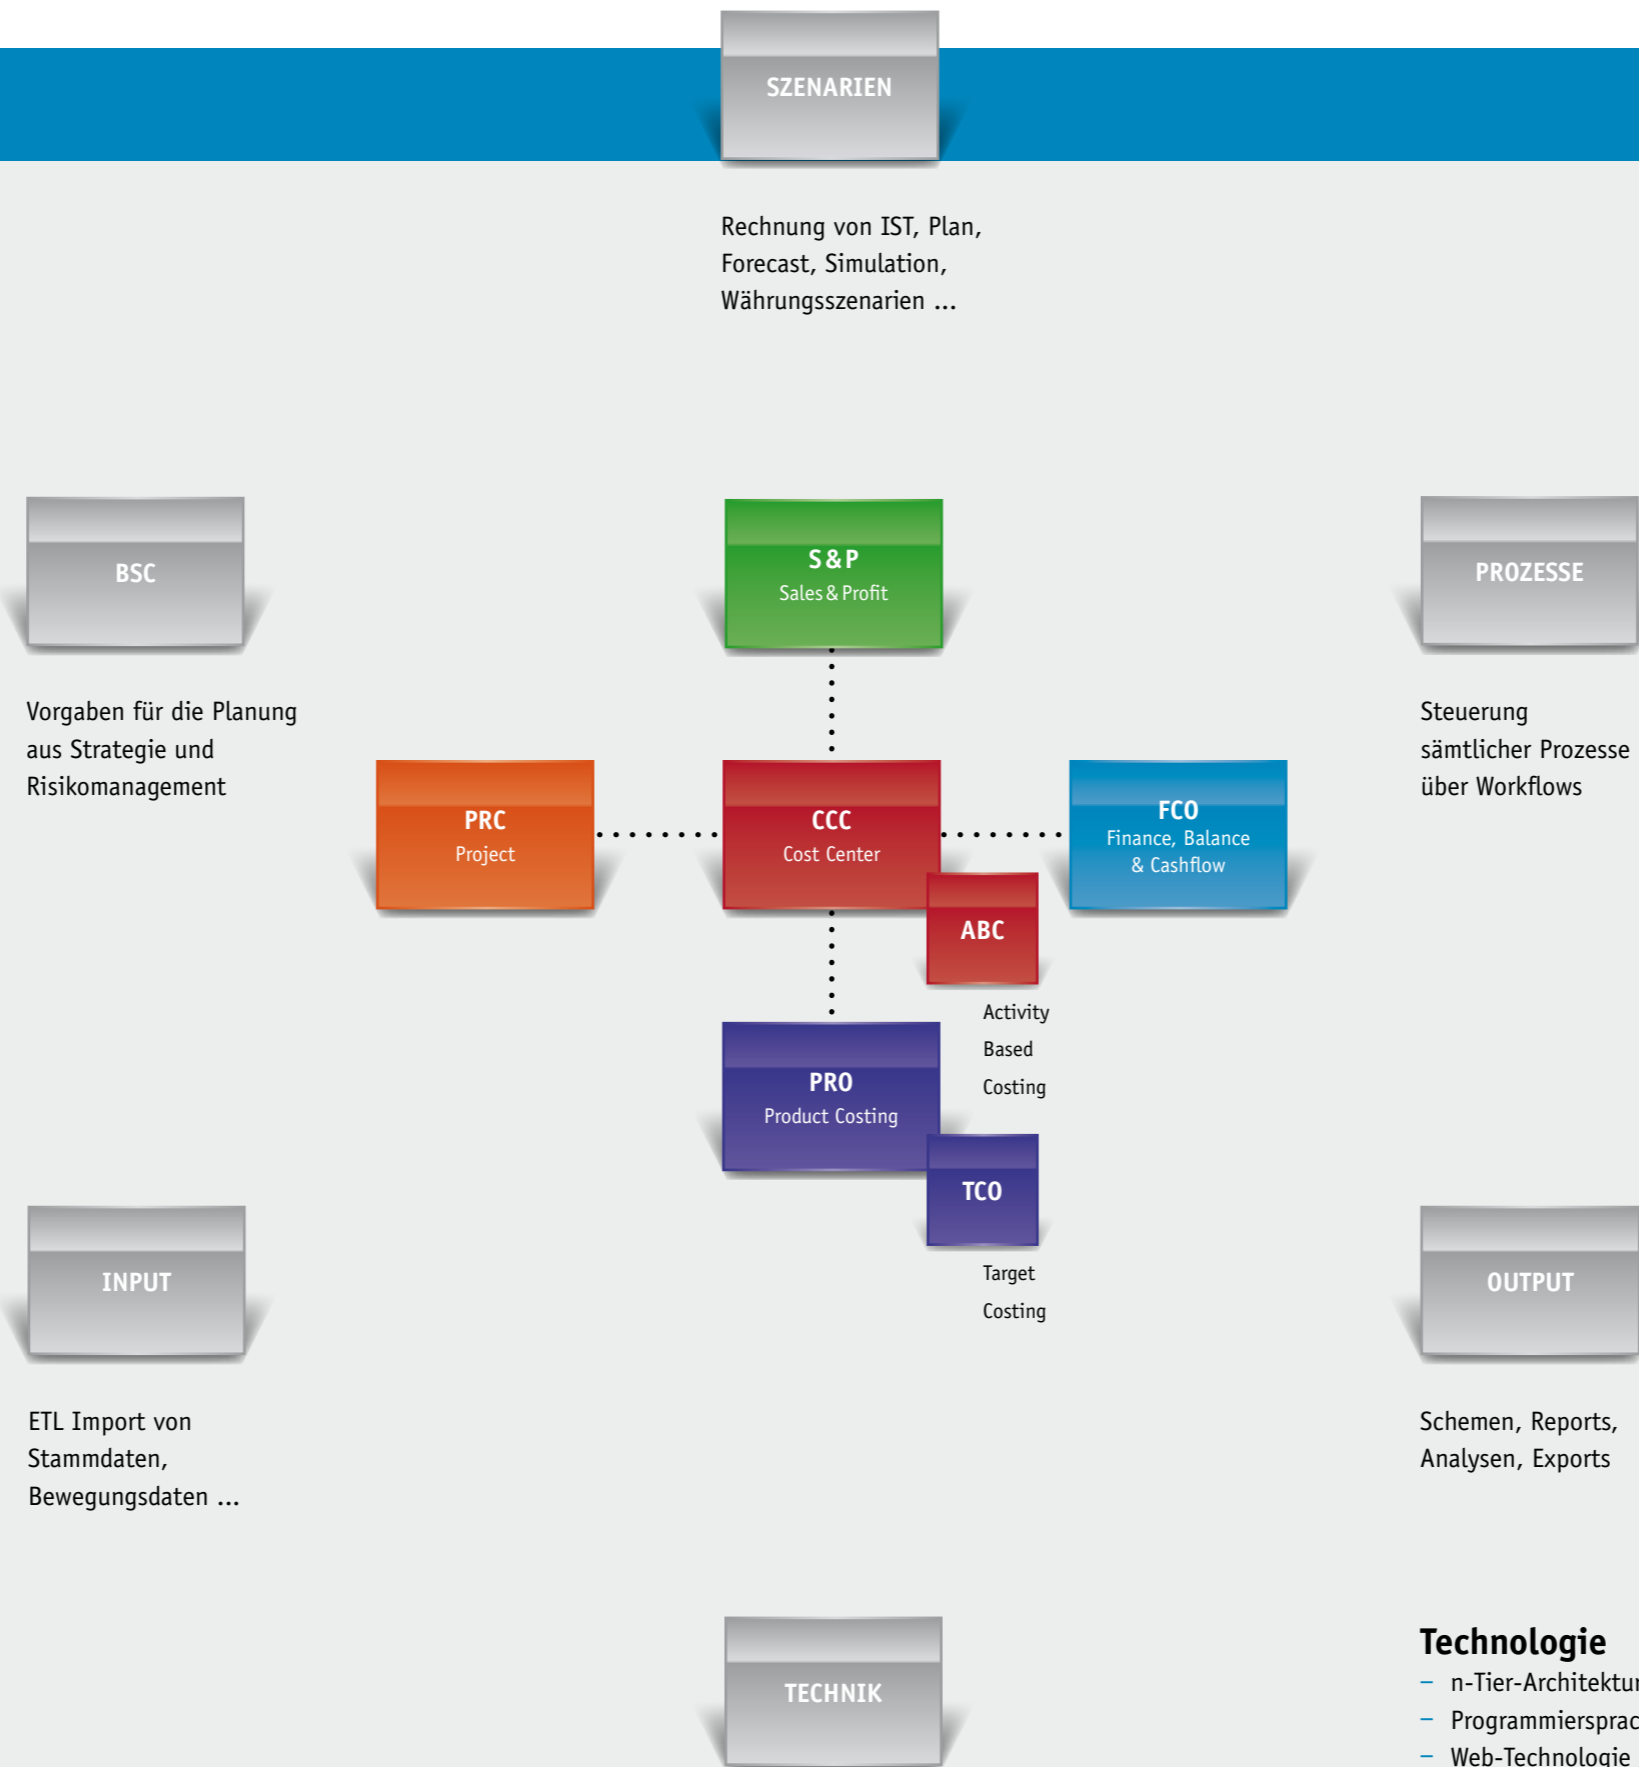 SZENARIEN
Rechnung von IST, Plan,
Forecast, Simulation,
Währungsszenarien ...
BSC
Vorgaben für die Planung
aus Strategie und
Risikomanagement
S & P
Sales & Profit
PROZESSE
Steuerung
sämtlicher Prozesse
über Workflows
PRC
Project
CCC
Cost Center
FCO
Finance, Balance
& Cashflow
ABC
Activity
Based
Costing
PRO
Product Costing
TCO
Target
Costing
INPUT
ETL Import von
Stammdaten,
Bewegungsdaten ...
OUTPUT
Schemen, Reports,
Analysen, Exports
TECHNIK
Technologie
– n-Tier-Architektur
– Programmiersprac
– Web-Technologie